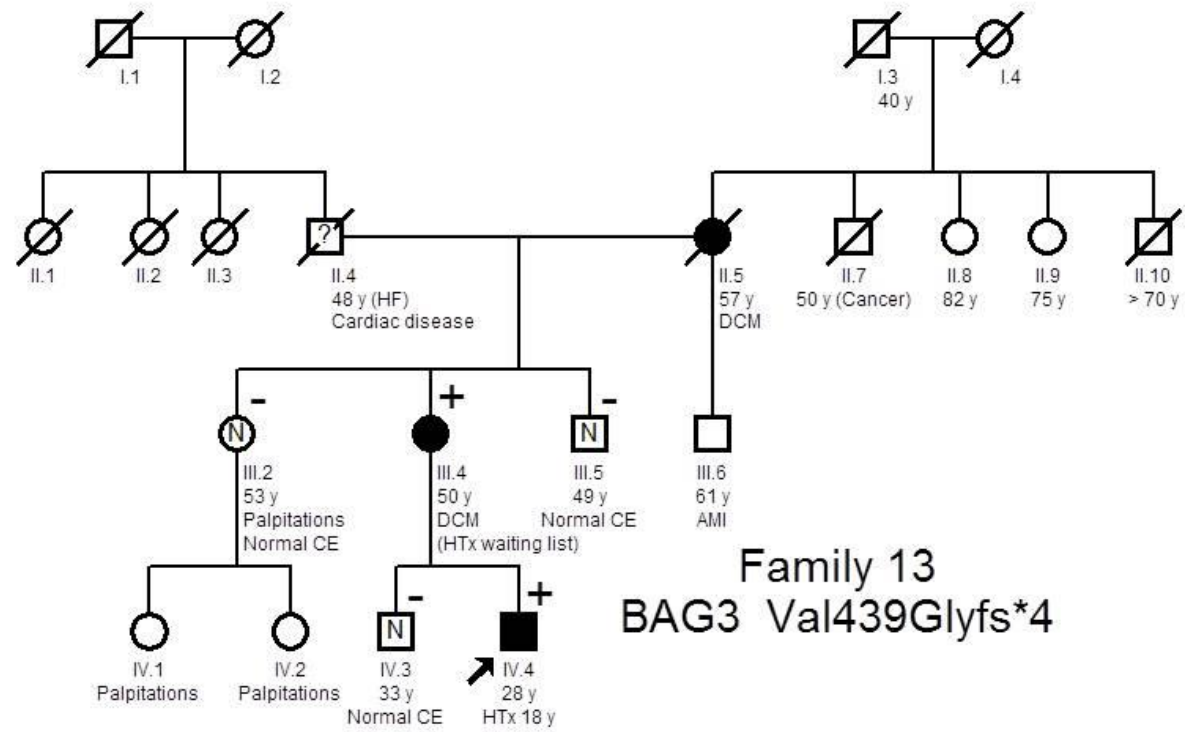 I.1
I.2
I.3
40 y
I.4
?
II.1
II.2
II.3
II.4
48 y (HF)
Cardiac disease
II.5
57 y
DCM
II.7
50 y (Cancer)
II.8
82 y
II.9
75 y
II.10
> 70 y
-
+
-
N
N
III.2
53 y
Palpitations
Normal CE
III.4
50 y
DCM
(HTx waiting list)
III.5
49 y
Normal CE
III.6
61 y
AMI
Family 13
BAG3 Val439Glyfs*4
-
+
N
IV.1
Palpitations
IV.2
Palpitations
IV.3
33 y
Normal CE
IV.4
28 y
HTx 18 y